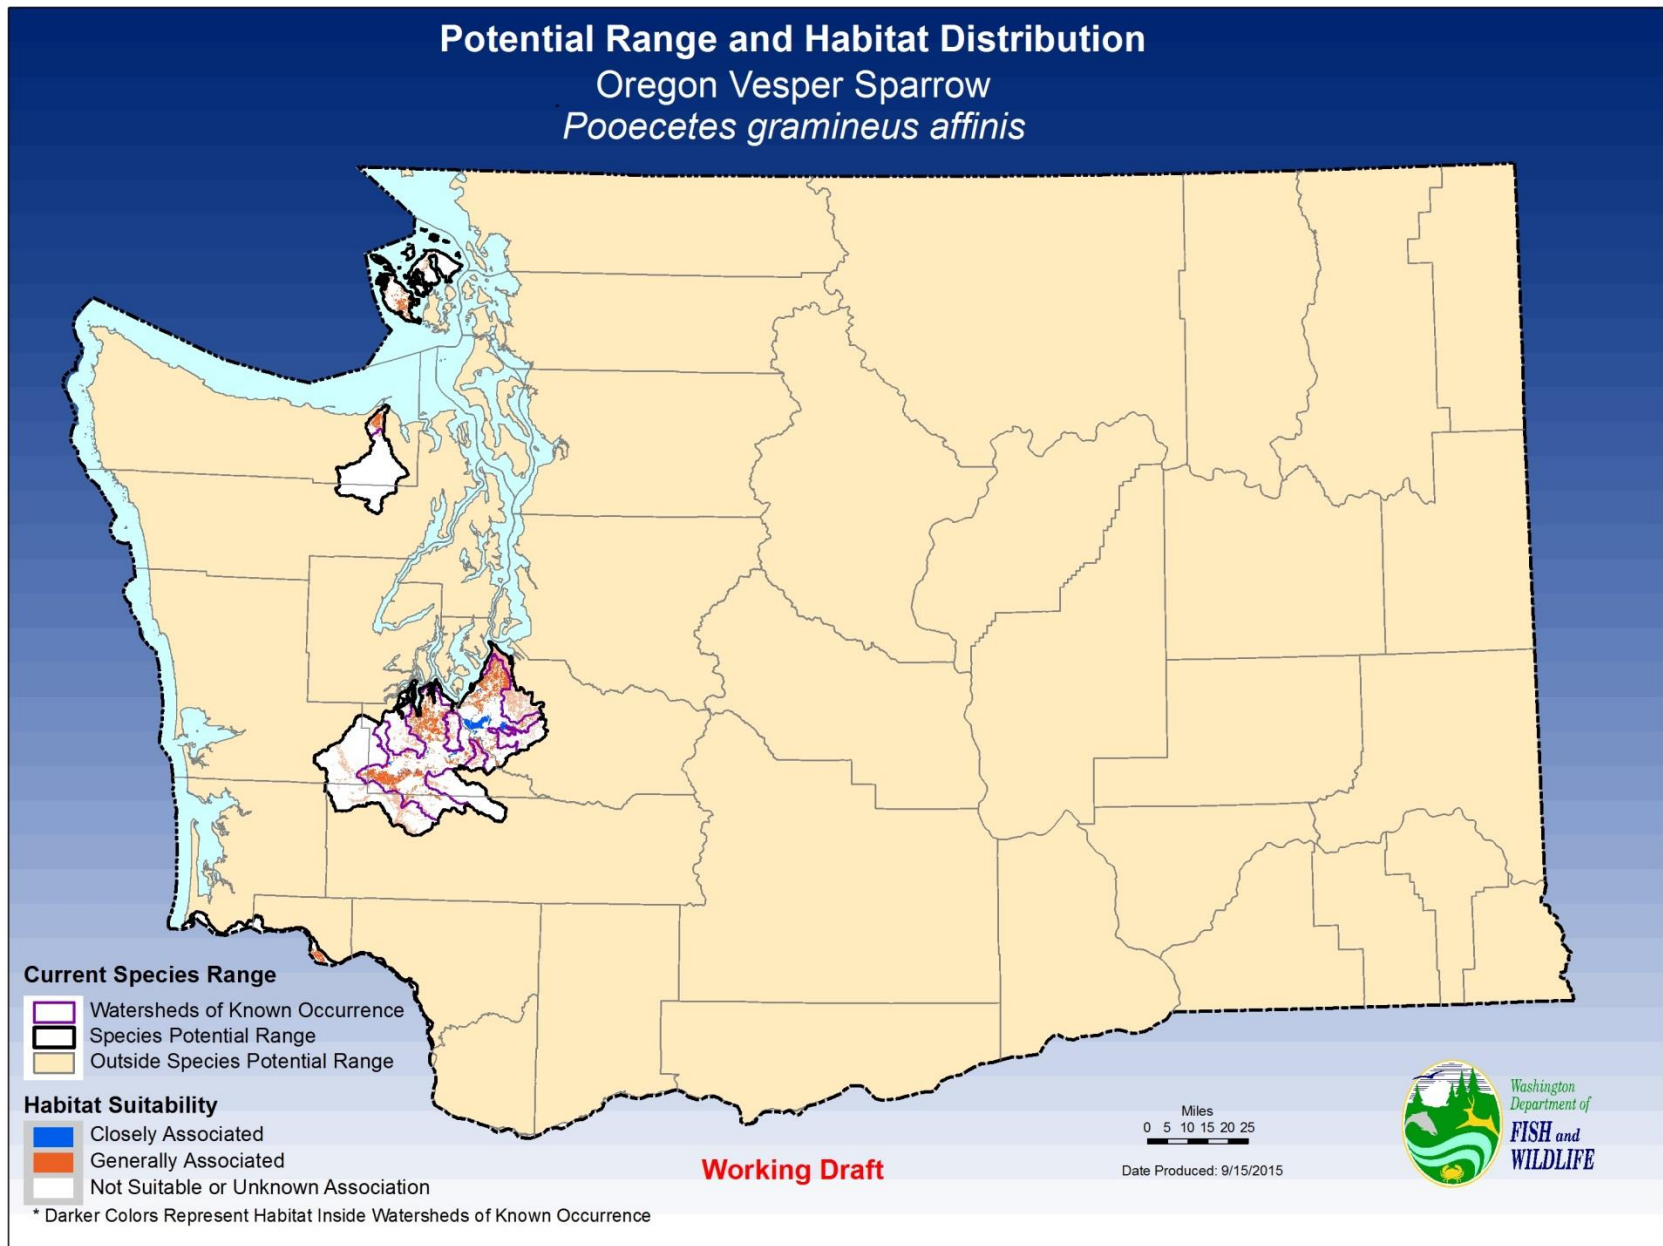 Potential Range and Habitat Distribution
Oregon Vesper Sparrow
Pooecetes gramineus affinis
Current Species Range
Watersheds of Known Occurrence
Species Potential Range
Outside Species Potential Range
Habitat Suitability
Closely Associated
Generally Associated
Not Suitable or Unknown Association
* Darker Colors Represent Habitat Inside Watersheds of Known Occurrence
Working Draft
Miles
0 5 10 15 20 25
Date Produced: 9/15/2015
Washington
Department of
FISH and
WILDLIFE